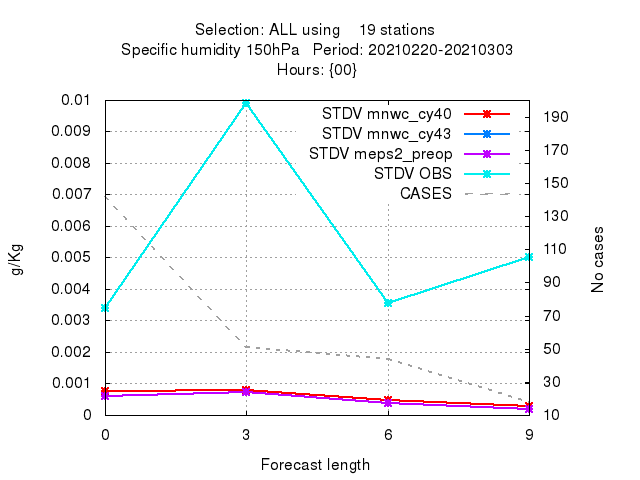 Selection: ALL using 19 stations
Specific humidity 150hPa Period: 20210220-20210303
Hours: {00}
STDV mnwc_cy40
STDV mnwc_cy43
STDV meps2_preop
STDV OBS
CASES
0.01
0.009
0.008
0.007
0.006
0.005
0.004
0.003
0.002
0.001
0
g/Kg
190
170
150
130
110
90
70
50
30
10
No cases
0 3 6 9
Forecast length